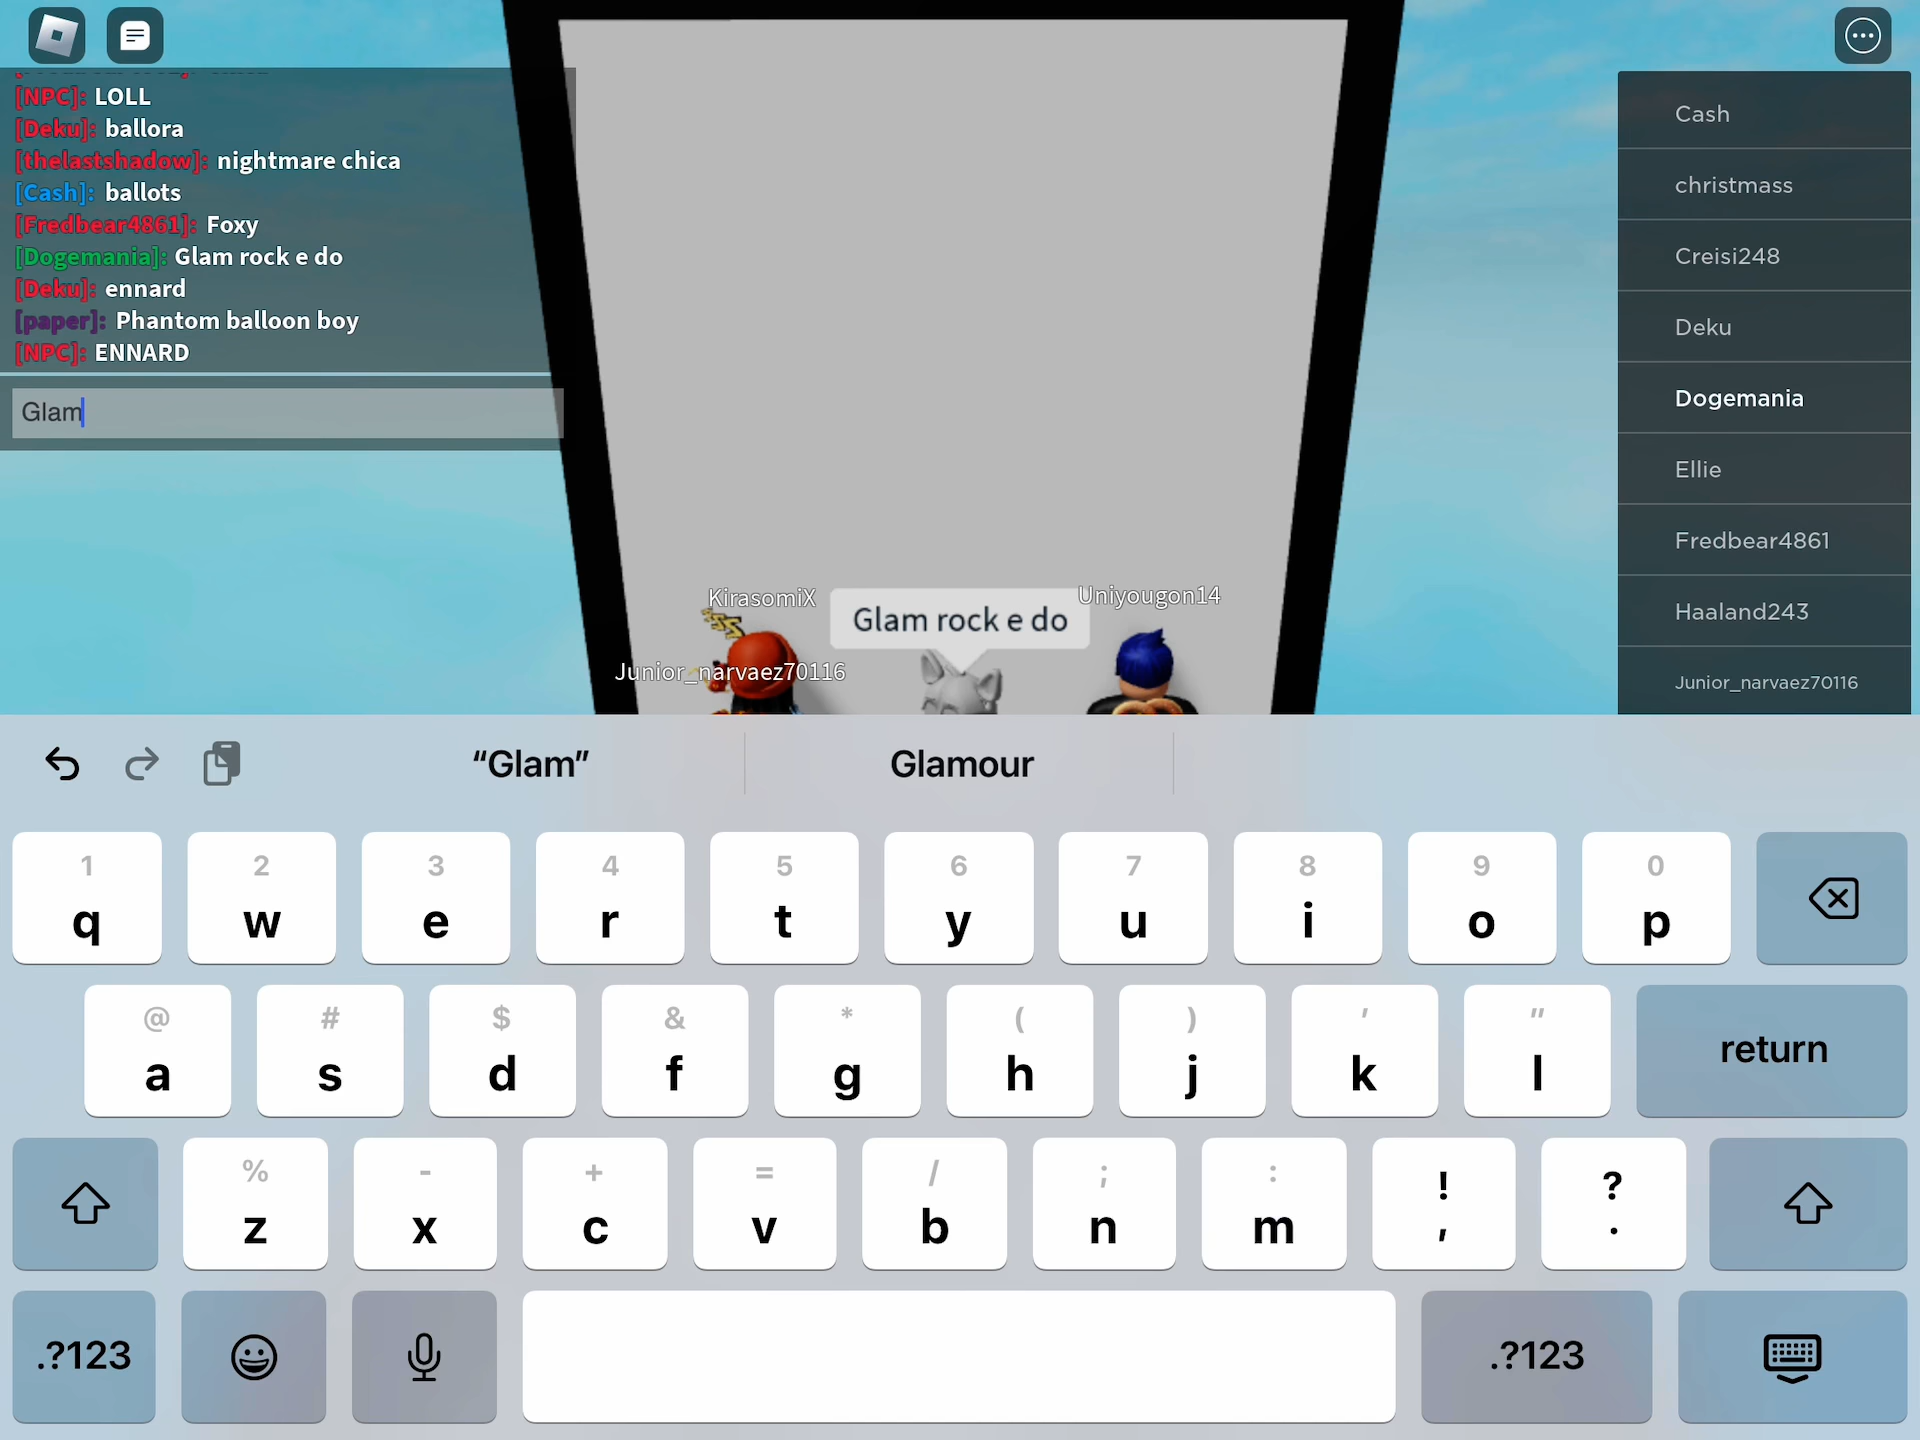 [NPC]: LOLL
[Deku]: ballora
[thelastshadow]: nightmare chica
[Cash]: ballots
[Fredbear4861]: Foxy
[Dogemania]: Glam rock e do
[Deku]: ennard
[paper]: Phantom balloon boy
[NPC]: ENNARD
Glam
Cash
christmass
Creisi248
Deku
Dogemania
Ellie
Fredbear4861
Haaland243
Junior_narvaez70116
KirasomiX
Glam rock e do
Uniyougon14
Junior_narvaez70116
“Glam”
Glamour
1 2 3 4 5 6 7 8 9 0
q w e r t y u i o p
@ # $ & * ( ) ' "
a s d f g h j k l return
% - + = / ; : ! ?
z x c v b n m , .
.?123 .?123